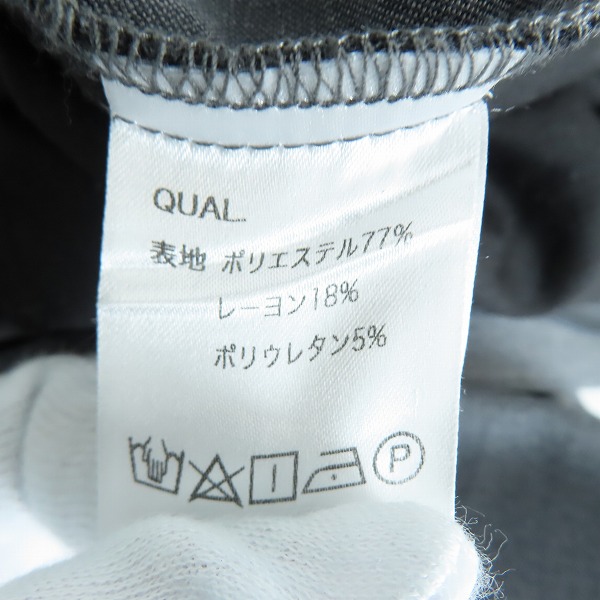 QUAL.
表地 ポリエステル77%
レーヨン18%
ポリウレタン5%
P